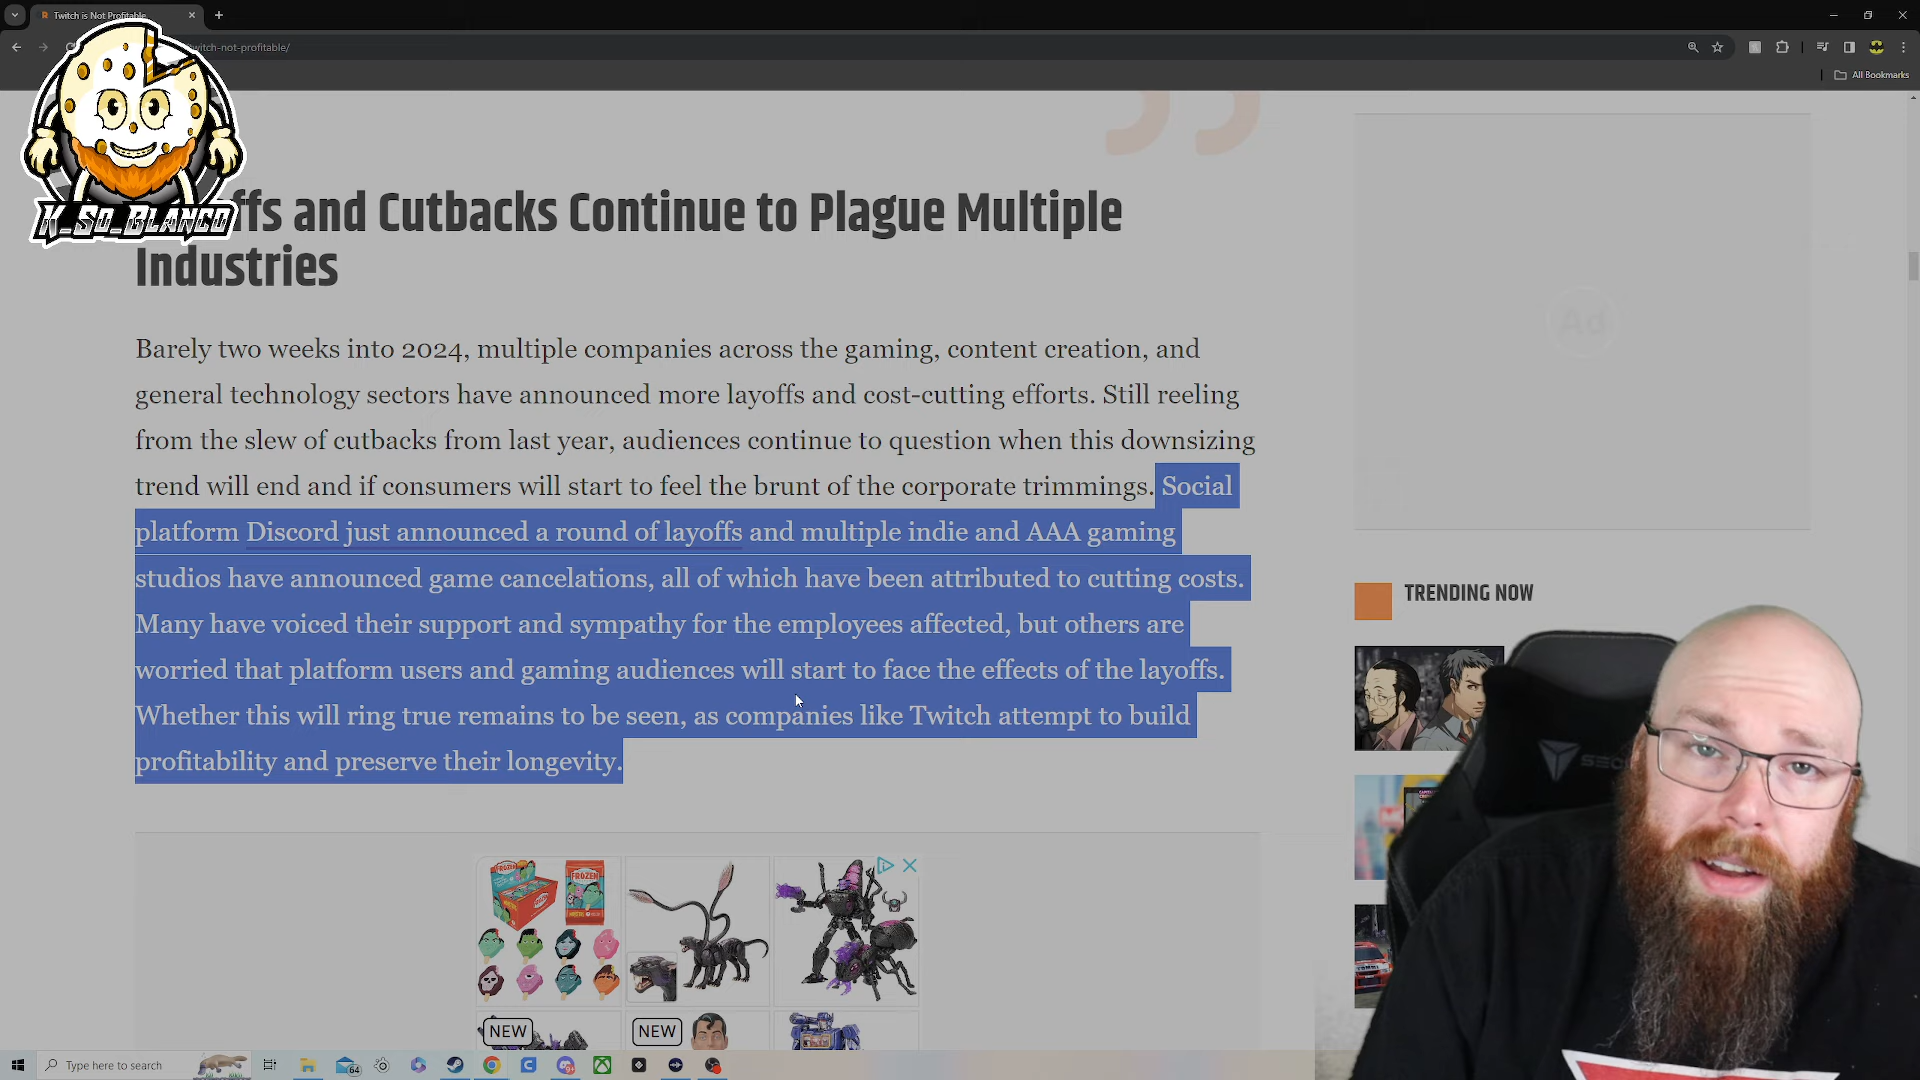 Twitch is Not Profitable
witch-not-profitable/
All Bookmarks
K_So_Blanco
ffs and Cutbacks Continue to Plague Multiple
Industries
Barely two weeks into 2024, multiple companies across the gaming, content creation, and
general technology sectors have announced more layoffs and cost-cutting efforts. Still reeling
from the slew of cutbacks from last year, audiences continue to question when this downsizing
trend will end and if consumers will start to feel the brunt of the corporate trimmings. Social
platform Discord just announced a round of layoffs and multiple indie and AAA gaming
studios have announced game cancelations, all of which have been attributed to cutting costs.
Many have voiced their support and sympathy for the employees affected, but others are
worried that platform users and gaming audiences will start to face the effects of the layoffs.
Whether this will ring true remains to be seen, as companies like Twitch attempt to build
profitability and preserve their longevity.
Ad
TRENDING NOW
SEC
FROZEN
FROZEN
NEW
NEW
Type here to search
64
9+